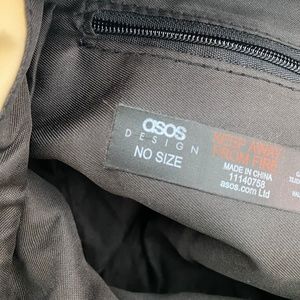 asos
DESIGN
NO SIZE
KEEP AWAY
FROM FIRE
MADE IN CHINA
11140758
asos.com Ltd